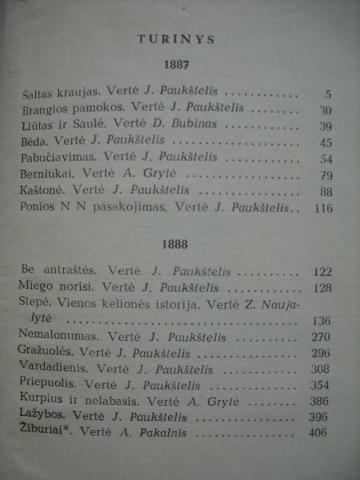 TURINYS
1887
Šaltas kraujas. Vertė J. Paukštelis . . . . . . . . . . . . 5
Brangios pamokos. Vertė J. Paukštelis . . . . . . . . . . 30
Liūtas ir Saulė. Vertė D. Bubinas . . . . . . . . . . . . 39
Bėda. Vertė J. Paukštelis . . . . . . . . . . . . . . . 45
Pabučiavimas. Vertė J. Paukštelis . . . . . . . . . . . . 54
Berniukai. Vertė A. Grytė . . . . . . . . . . . . . . . 79
Kaštonė. Vertė J. Paukštelis . . . . . . . . . . . . . . 88
Ponios N N pasakojimas. Vertė J. Paukštelis . . 116
1888
Be antraštės. Vertė J. Paukštelis . . . . . . . . . . 122
Miego norisi. Vertė J. Paukštelis . . . . . . . . . . . 128
Stepė. Vienos kelionės istorija. Vertė Z. Nauja-
lytė . . . . . . . . . . . . . . . . . . . . . . . . 136
Nemalonumas. Vertė J. Paukštelis . . . . . . . . . . 270
Gražuolės. Vertė J. Paukštelis . . . . . . . . . . . . 296
Vardadienis. Vertė J. Paukštelis . . . . . . . . . . . 308
Priepuolis. Vertė J. Paukštelis . . . . . . . . . . . . 354
Kurpius ir nelabasis. Vertė A. Grytė . . . . . . . . 386
Lažybos. Vertė J. Paukštelis . . . . . . . . . . . . . 396
Žiburiai*. Vertė A. Pakalnis . . . . . . . . . . . . . 406